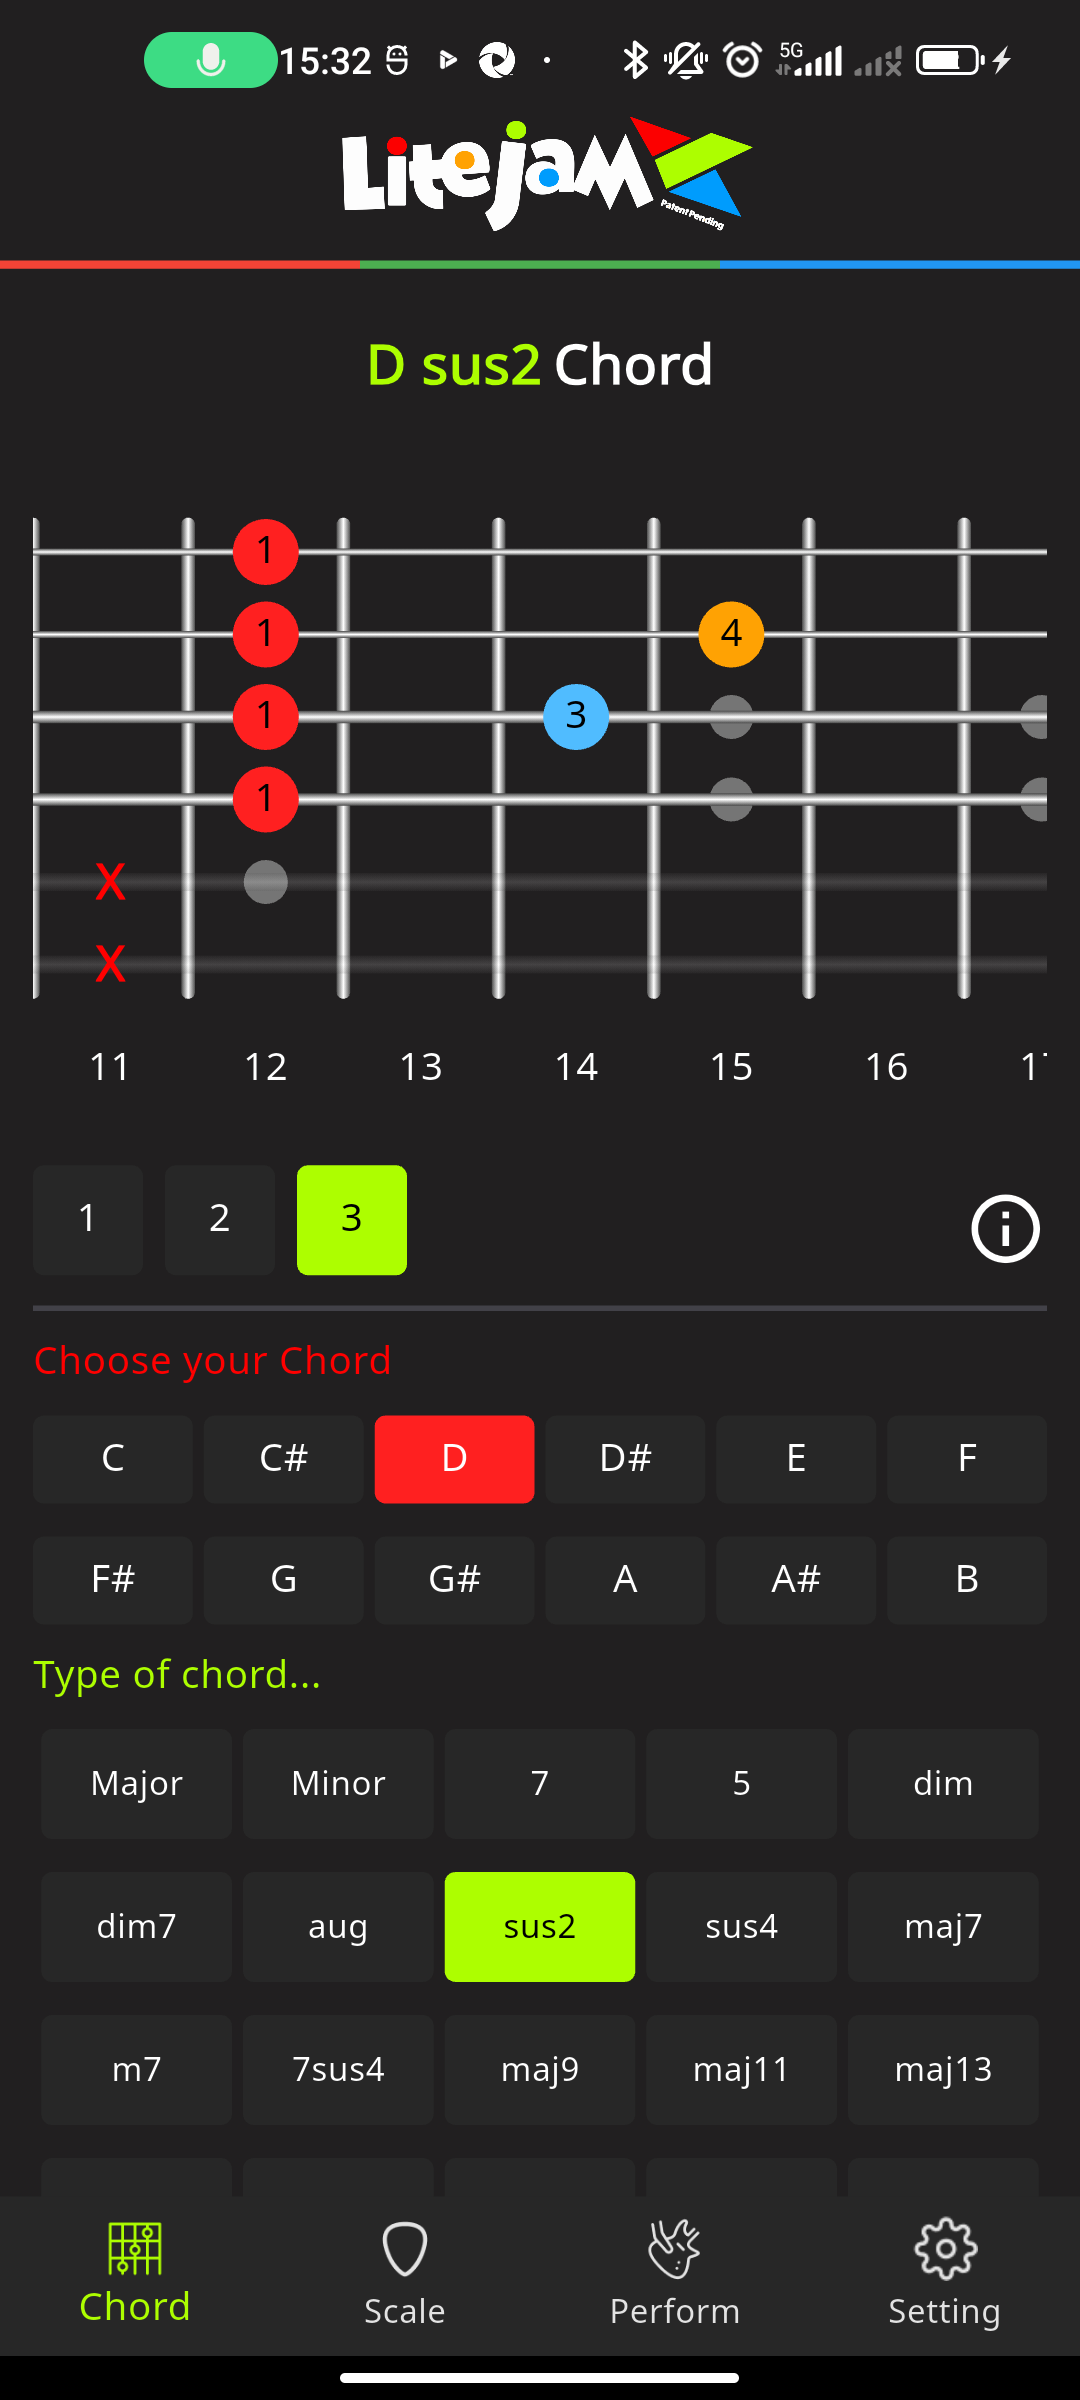 15:32
5G
Litejam
Patent Pending
D sus2 Chord
1
1 4
1 3
1
X
X
11 12 13 14 15 16
1 2 3
Choose your Chord
C C# D D# E F
F# G G# A A# B
Type of chord...
Major Minor 7 5 dim
dim7 aug sus2 sus4 maj7
m7 7sus4 maj9 maj11 maj13
Chord Scale Perform Setting